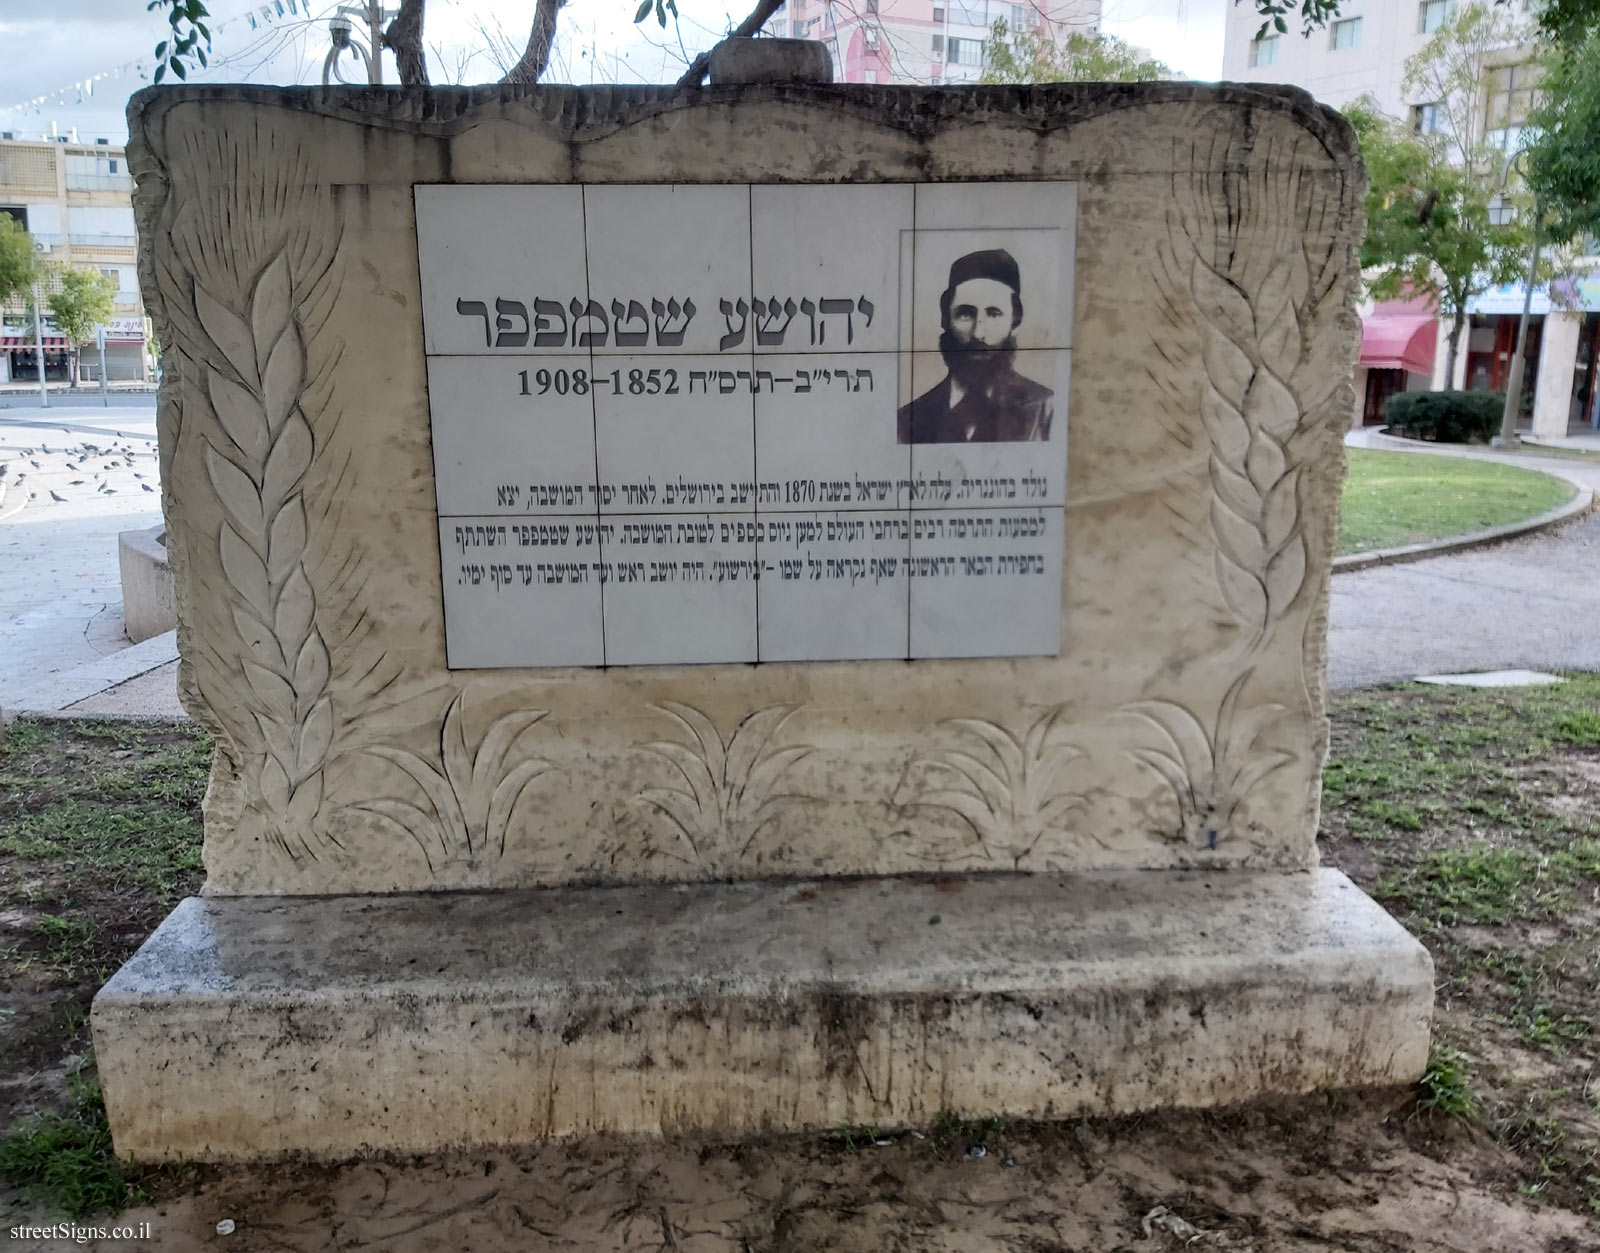 יהושע שטמפפר
תרי״ב–תרס״ח 1852–1908
נולד בהונגריה. עלה לארץ ישראל בשנת 1870 והתיישב בירושלים. לאחר יסוד המושבה, יצא
למסעות התרמה רבים ברחבי העולם למען גיוס כספים לטובת המושבה. יהושע שטמפפר השתתף
בחפירת הבאר הראשונה שאף נקראה על שמו –״בירשוע״. היה יושב ראש ועד המושבה עד סוף ימיו.
streetSigns.co.il